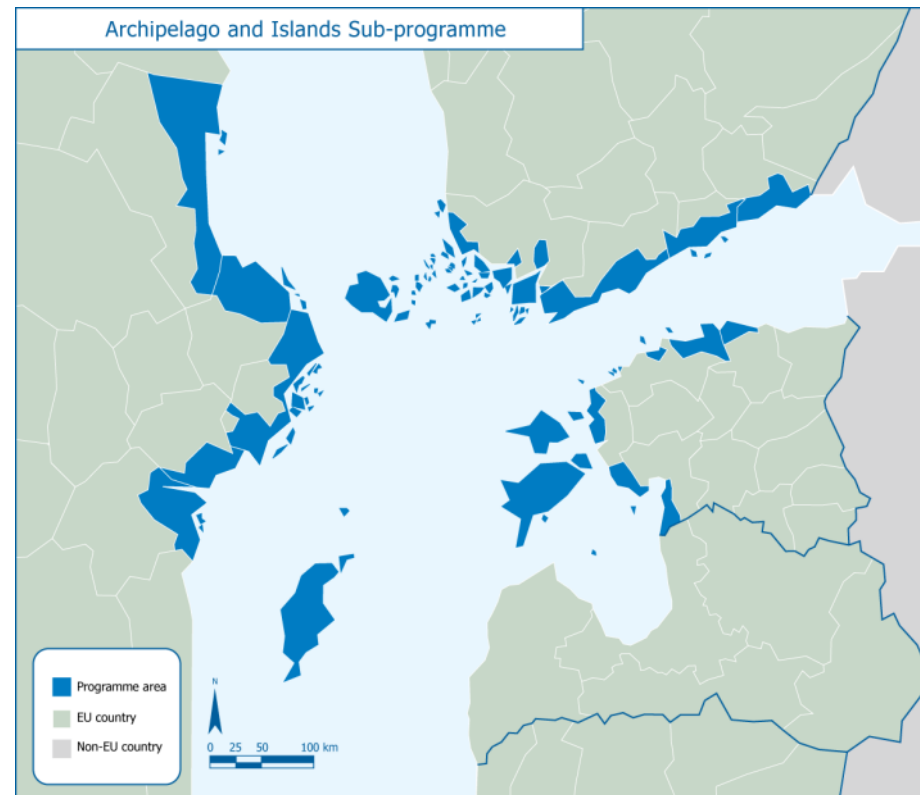 Archipelago and Islands Sub-programme
Programme area
EU country
Non-EU country
N
0 25 50 100 km